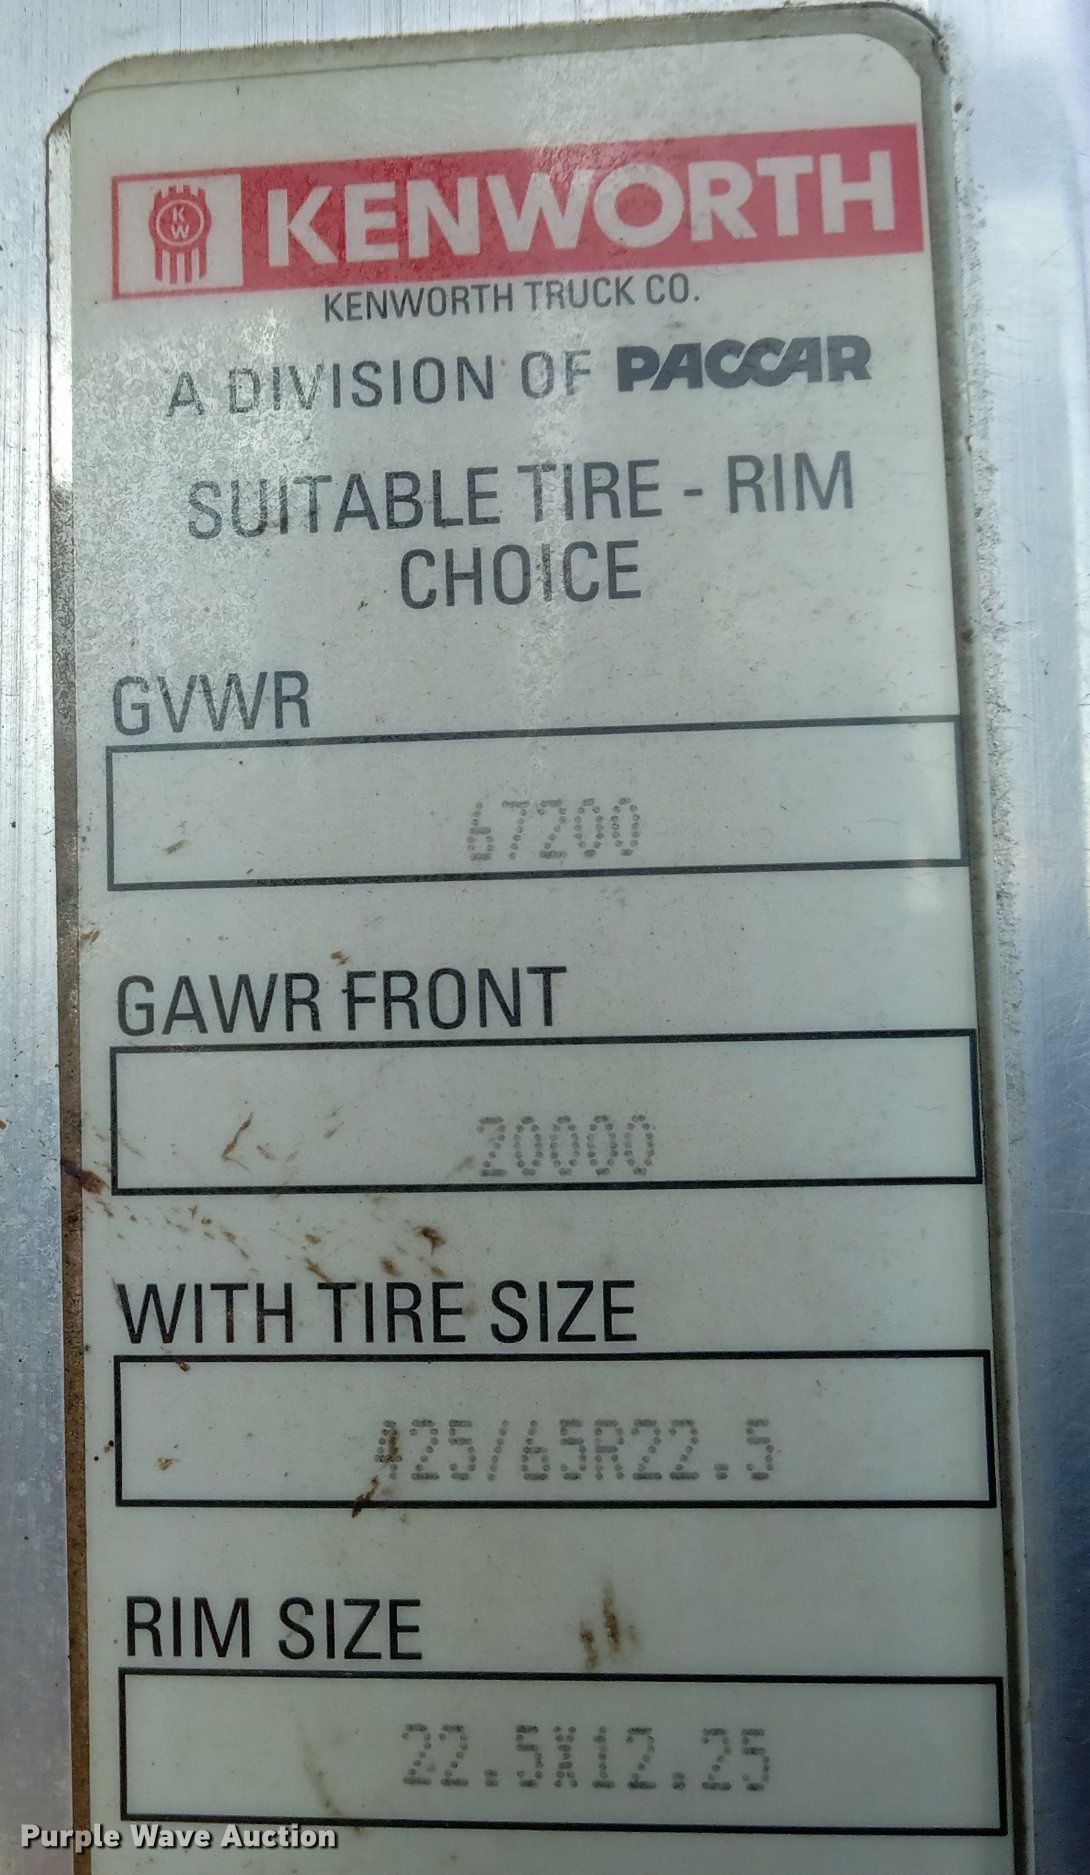 KW
KENWORTH
KENWORTH TRUCK CO.
A DIVISION OF PACCAR
SUITABLE TIRE - RIM
CHOICE
GVWR
67200
GAWR FRONT
20000
WITH TIRE SIZE
425/65R22.5
RIM SIZE
22.5X12.25
Purple Wave Auction